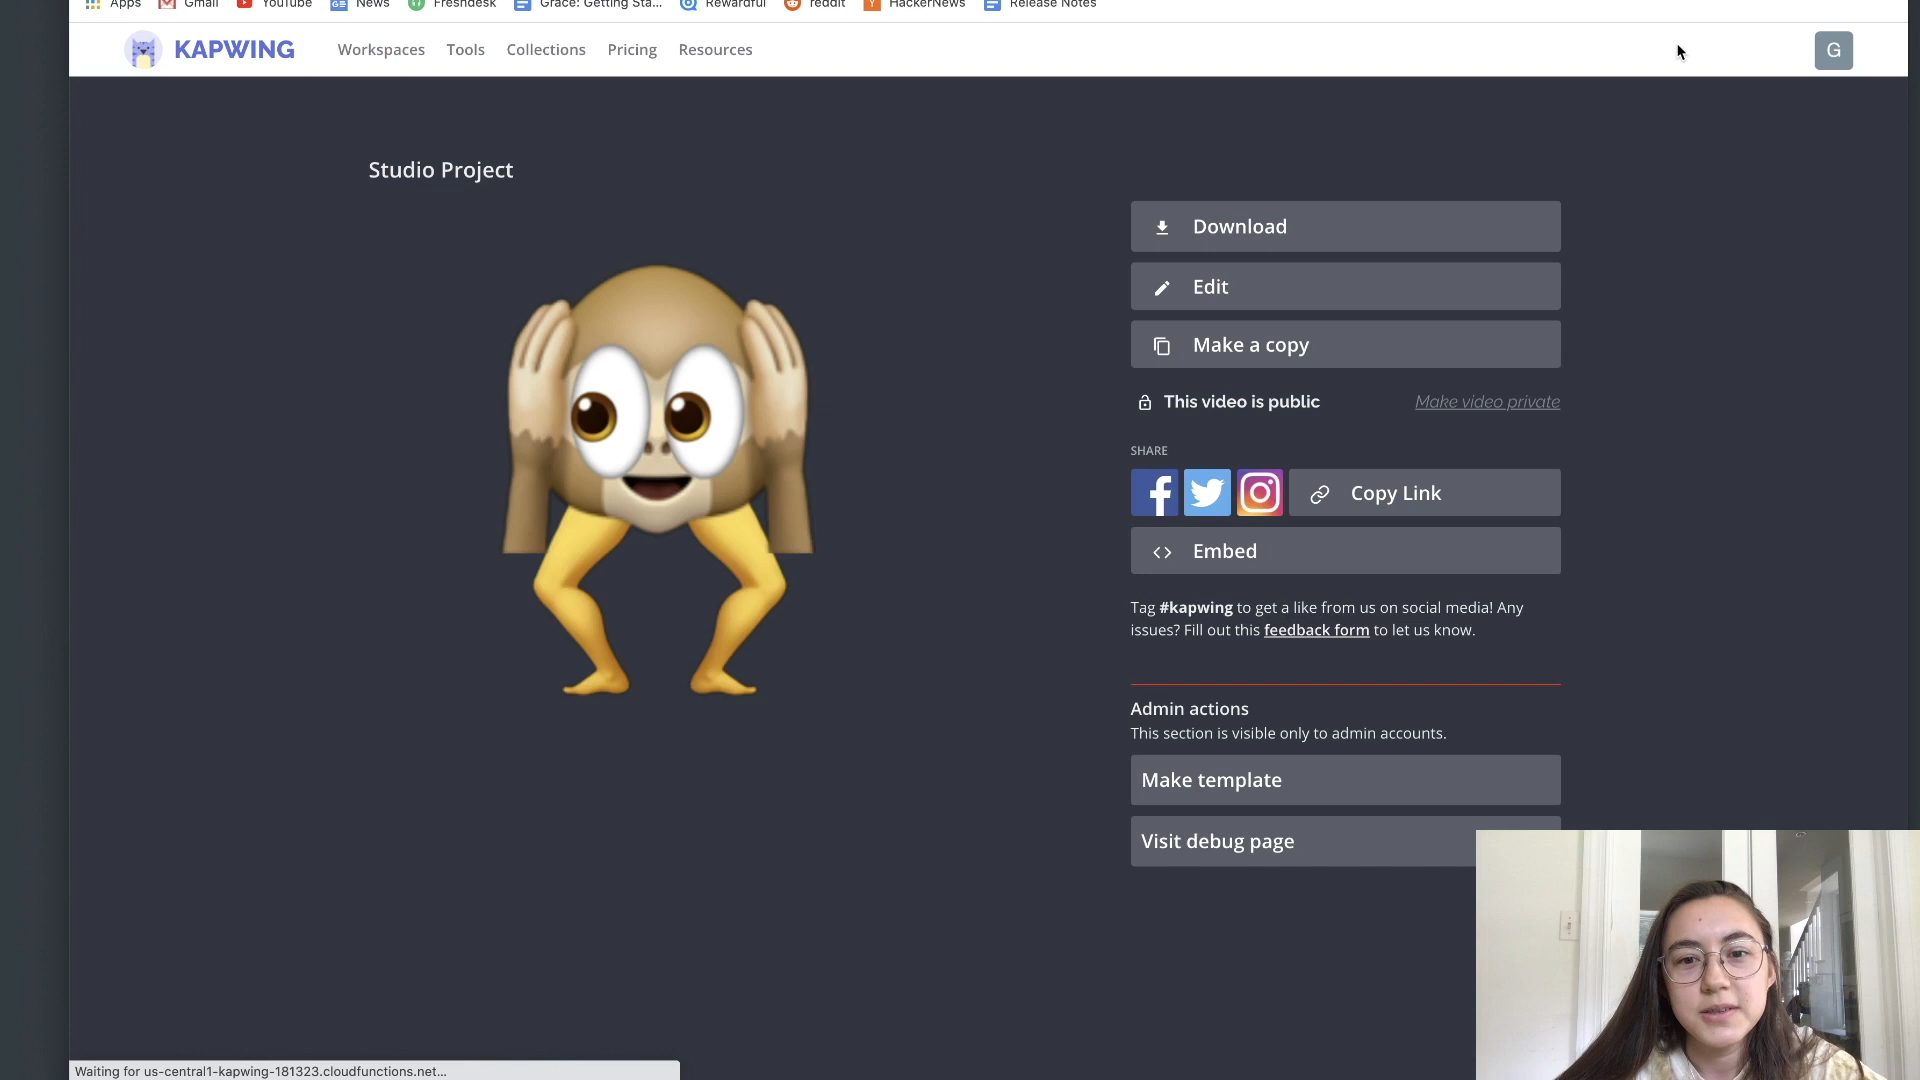 Apps Gmail YouTube News Freshdesk Grace: Getting Sta... Rewardful reddit HackerNews Release Notes
KAPWING Workspaces Tools Collections Pricing Resources G
Studio Project
Download
Edit
Make a copy
This video is public Make video private
SHARE
Copy Link
Embed
Tag #kapwing to get a like from us on social media! Any
issues? Fill out this feedback form to let us know.
Admin actions
This section is visible only to admin accounts.
Make template
Visit debug page
Waiting for us-central1-kapwing-181323.cloudfunctions.net...